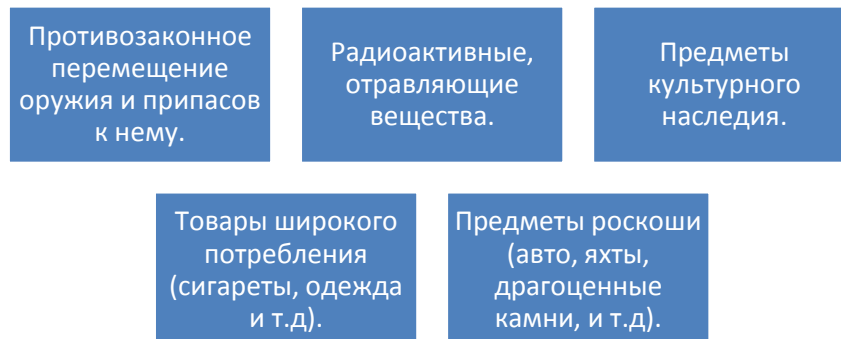 Противозаконное
перемещение
оружия и припасов
к нему.
Радиоактивные,
отравляющие
вещества.
Предметы
культурного
наследия.
Товары широкого
потребления
(сигареты, одежда
и т.д).
Предметы роскоши
(авто, яхты,
драгоценные
камни, и т.д).